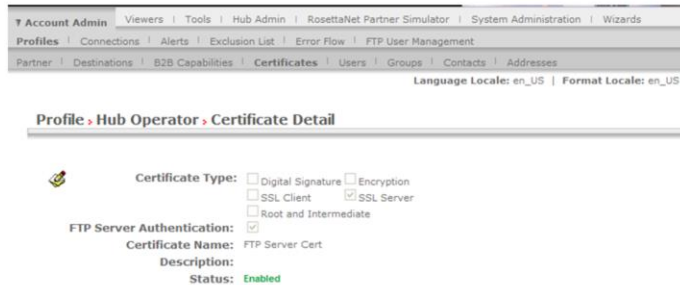 ▼ Account Admin Viewers | Tools | Hub Admin | RosettaNet Partner Simulator | System Administration | Wizards
Profiles | Connections | Alerts | Exclusion List | Error Flow | FTP User Management
Partner | Destinations | B2B Capabilities | Certificates | Users | Groups | Contacts | Addresses
Language Locale: en_US | Format Locale: en_US
Profile › Hub Operator › Certificate Detail
Certificate Type: Digital Signature Encryption
SSL Client SSL Server
Root and Intermediate
FTP Server Authentication:
Certificate Name: FTP Server Cert
Description:
Status: Enabled